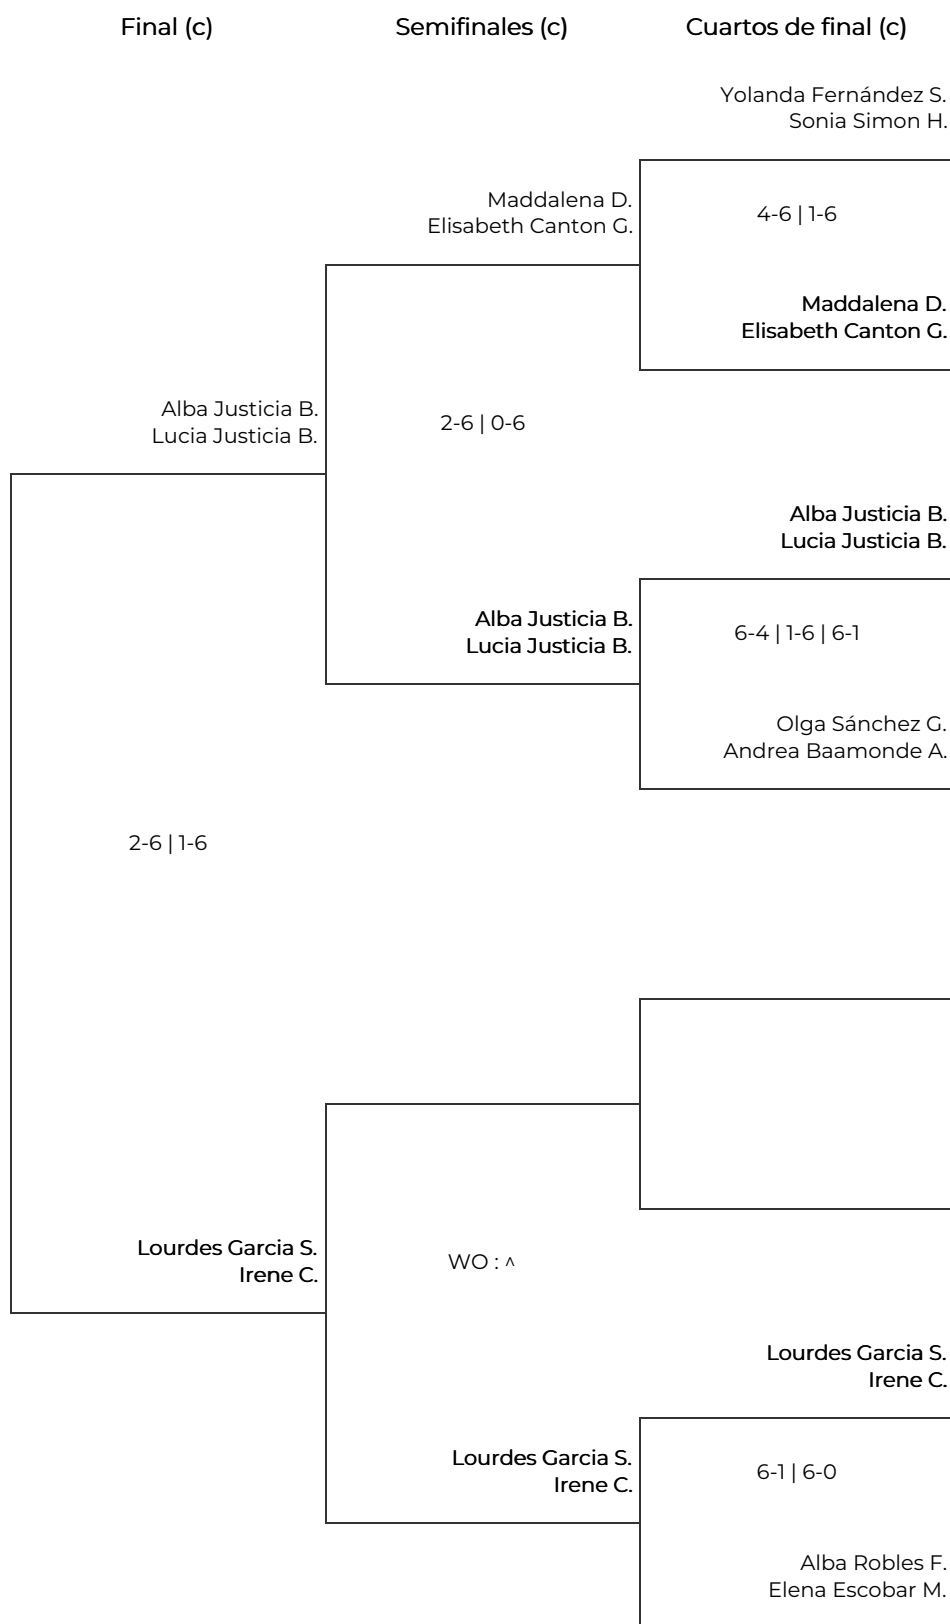 Final (c)
Semifinales (c)
Cuartos de final (c)
Yolanda Fernández S.
Sonia Simon H.
Maddalena D.
Elisabeth Canton G.
4-6 | 1-6
Maddalena D.
Elisabeth Canton G.
Alba Justicia B.
Lucia Justicia B.
2-6 | 0-6
Alba Justicia B.
Lucia Justicia B.
Alba Justicia B.
Lucia Justicia B.
6-4 | 1-6 | 6-1
Olga Sánchez G.
Andrea Baamonde A.
2-6 | 1-6
Lourdes Garcia S.
Irene C.
WO : ^
Lourdes Garcia S.
Irene C.
Lourdes Garcia S.
Irene C.
6-1 | 6-0
Alba Robles F.
Elena Escobar M.